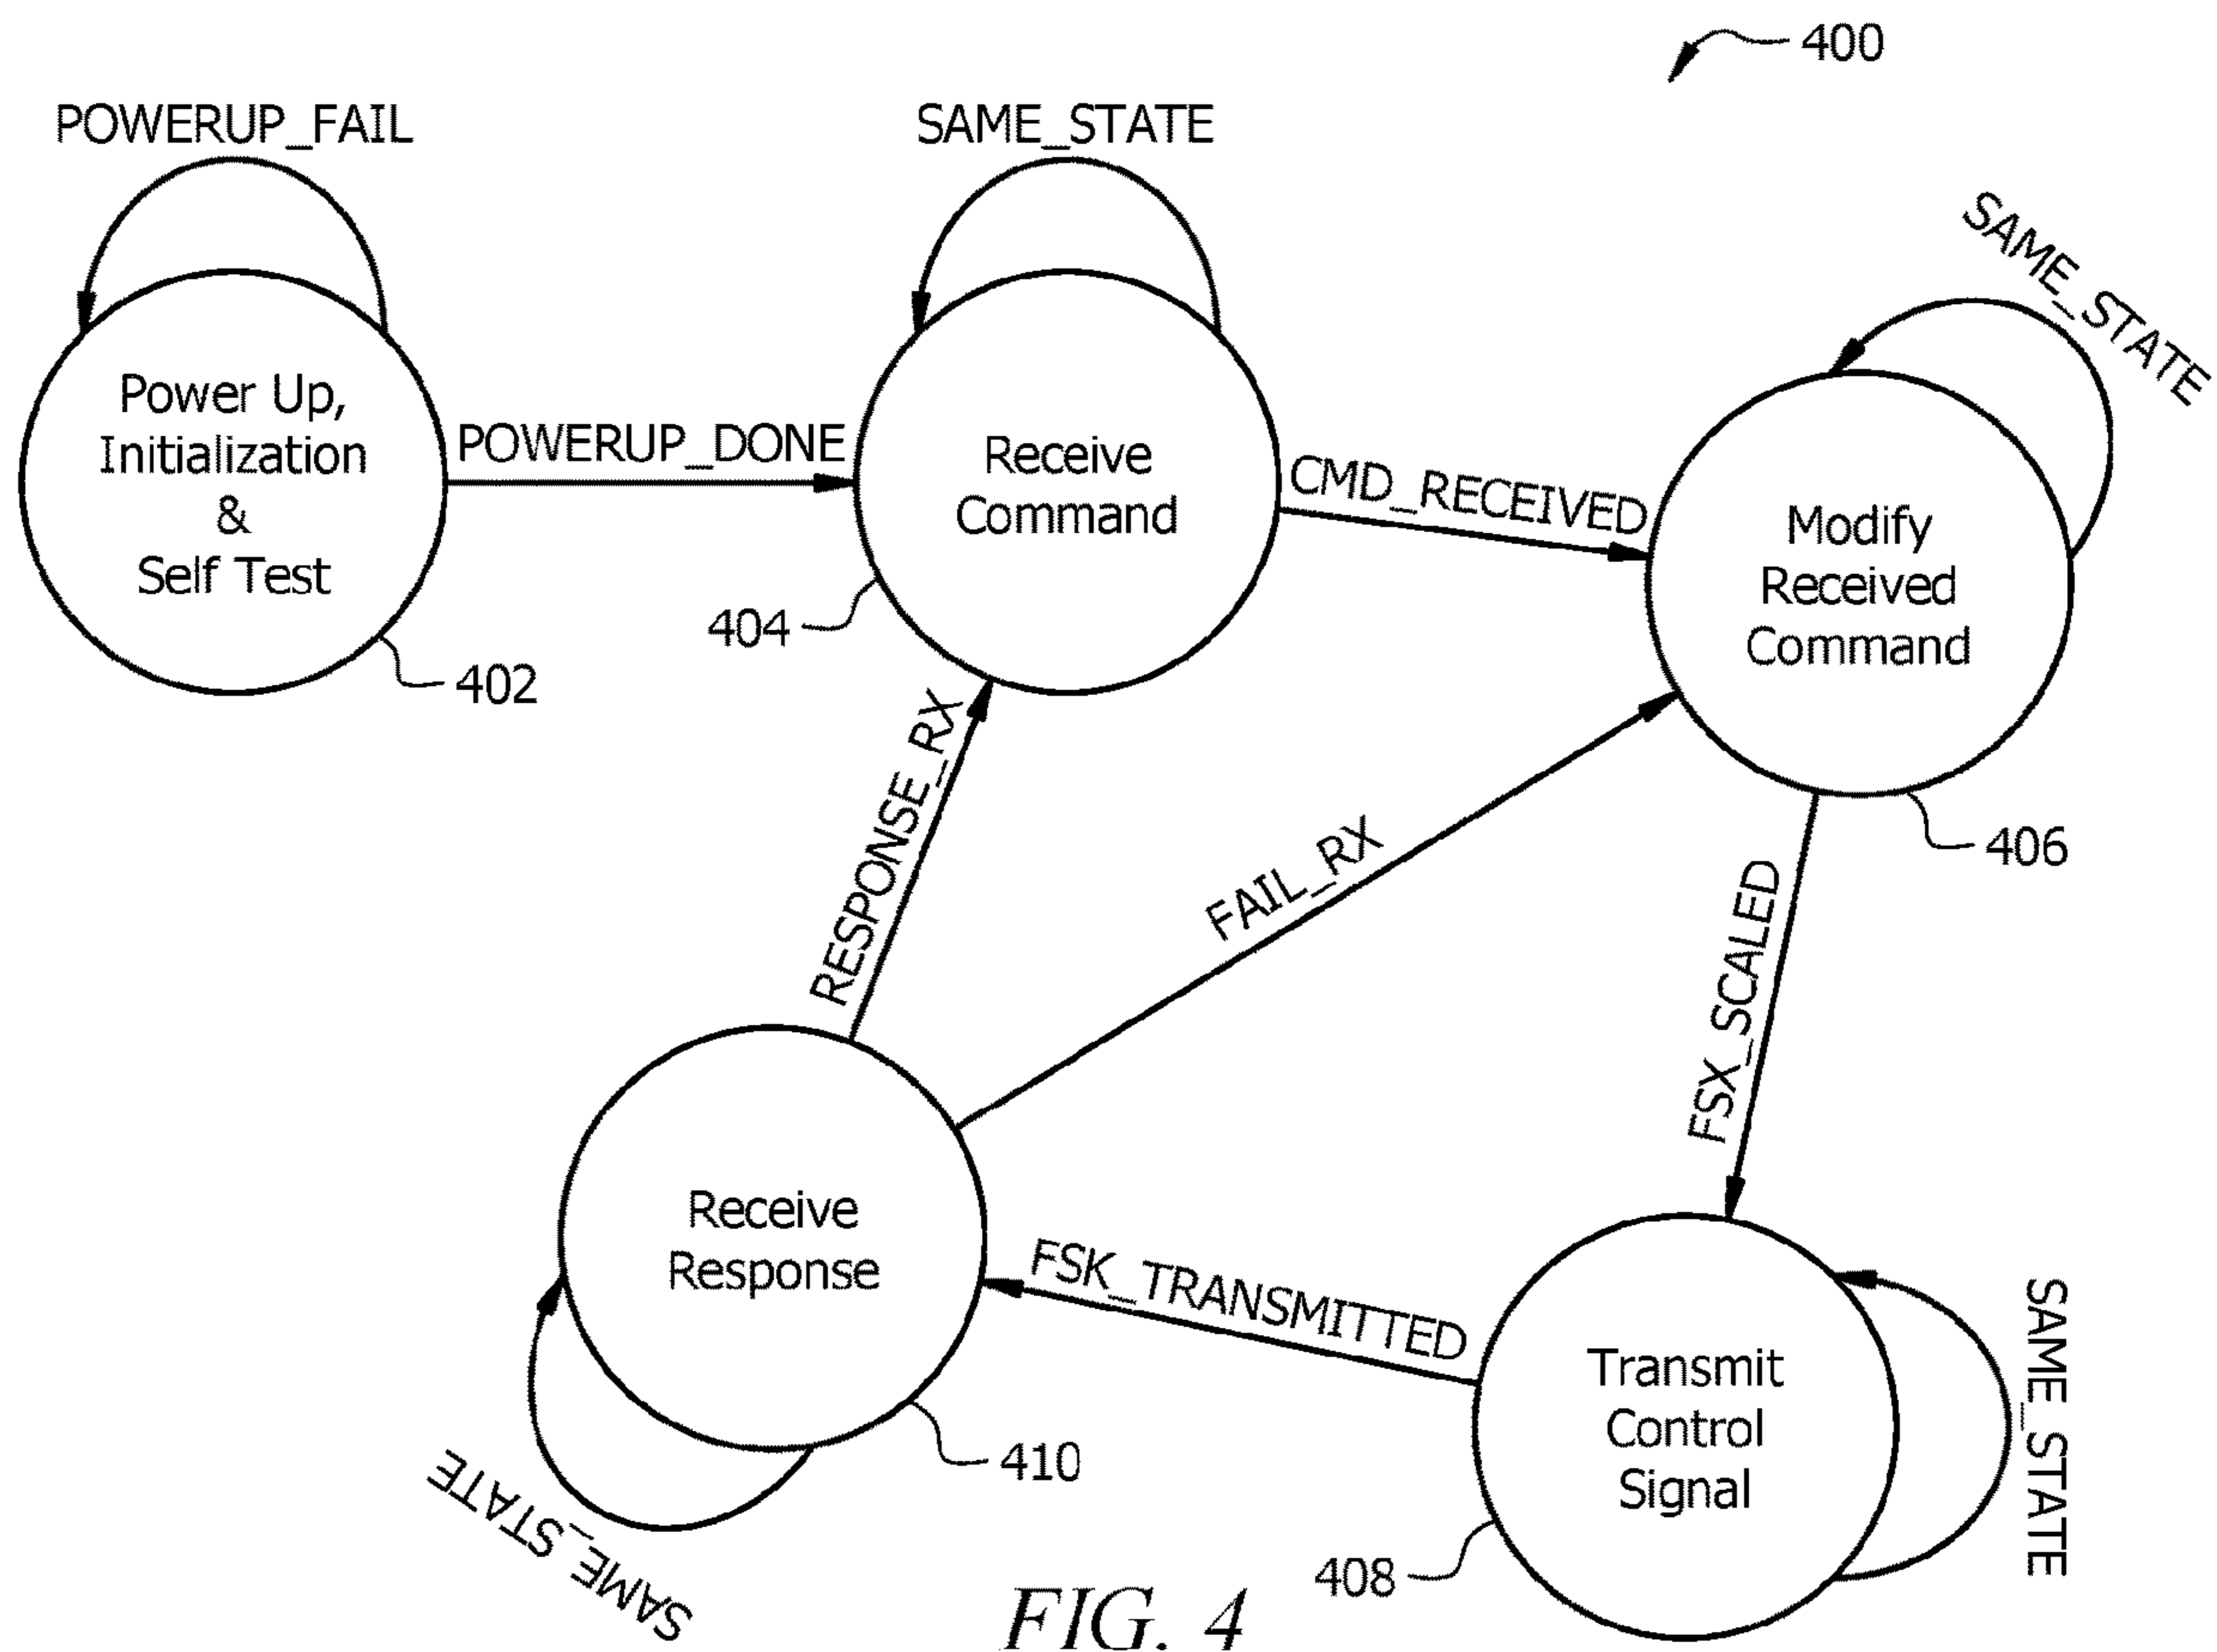 400
POWERUP_FAIL
SAME_STATE
SAME_STATE
Power Up,
Initialization
&
Self Test
POWERUP_DONE
Receive
Command
CMD_RECEIVED
Modify
Received
Command
404
402
406
RESPONSE_RX
FAIL_RX
FSX_SCALED
Receive
Response
FSK_TRANSMITTED
Transmit
Control
Signal
SAME_STATE
410
SAME_STATE
408
FIG. 4